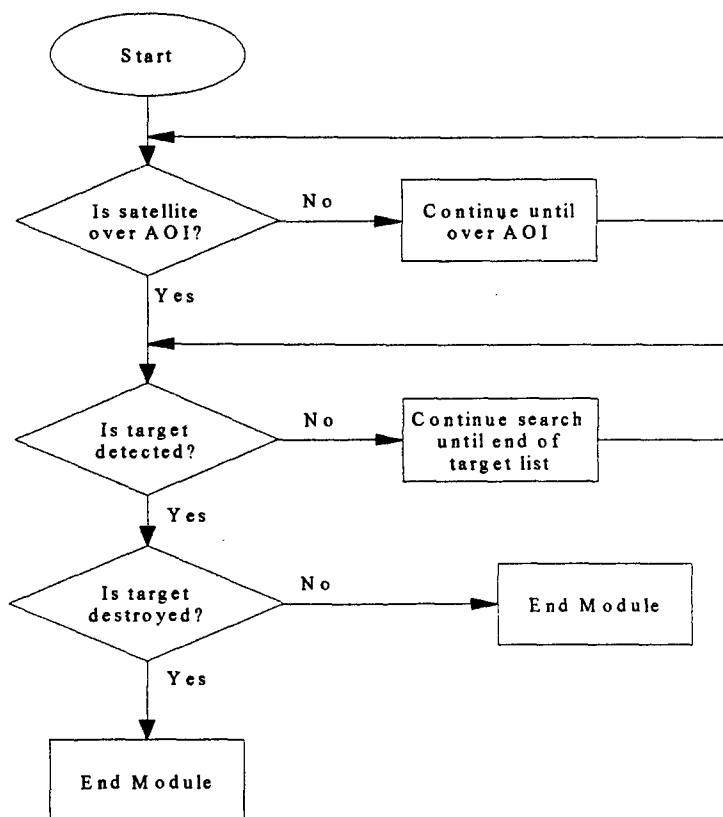 Start
Is satellite
over AOI?
No
Continue until
over AOI
Yes
Is target
detected?
No
Continue search
until end of
target list
Yes
Is target
destroyed?
No
End Module
Yes
End Module